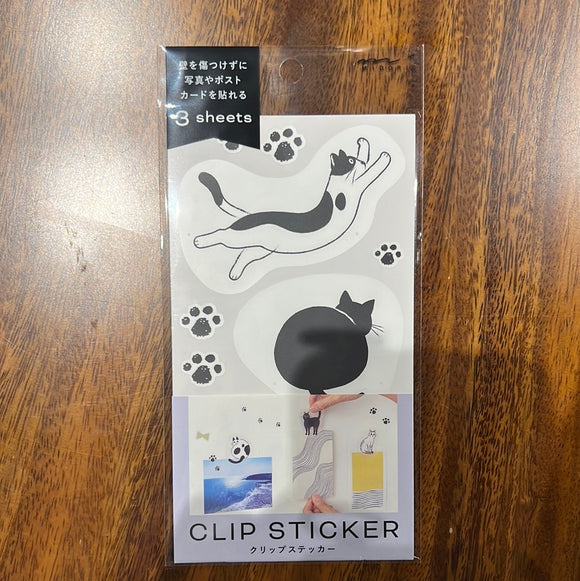 壁を傷つけずに
写真やポスト
カードを貼れる
3 sheets
MIDORI
CLIP STICKER
クリップステッカー